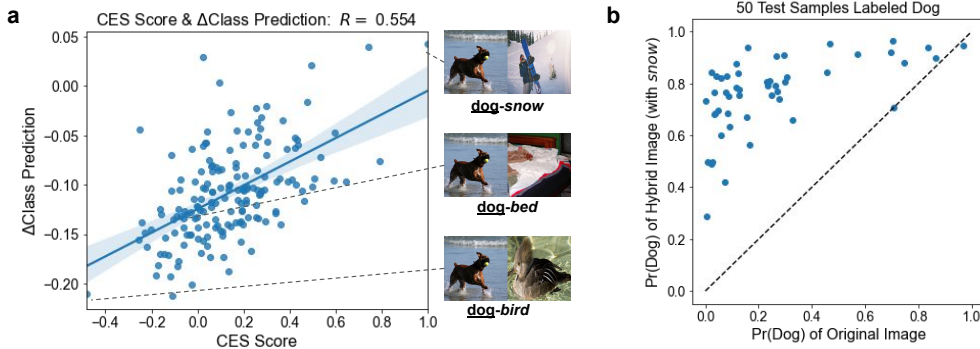 a
CES Score & ΔClass Prediction: R = 0.554
0.05
0.00
−0.05
−0.10
−0.15
−0.20
ΔClass Prediction
-0.4
−0.2
0.0
0.2
0.4
0.6
0.8
1.0
CES Score
dog-snow
dog-bed
dog-bird
b
50 Test Samples Labeled Dog
1.0
0.8
0.6
0.4
0.2
0.0
Pr(Dog) of Hybrid Image (with snow)
0.0
0.2
0.4
0.6
0.8
1.0
Pr(Dog) of Original Image